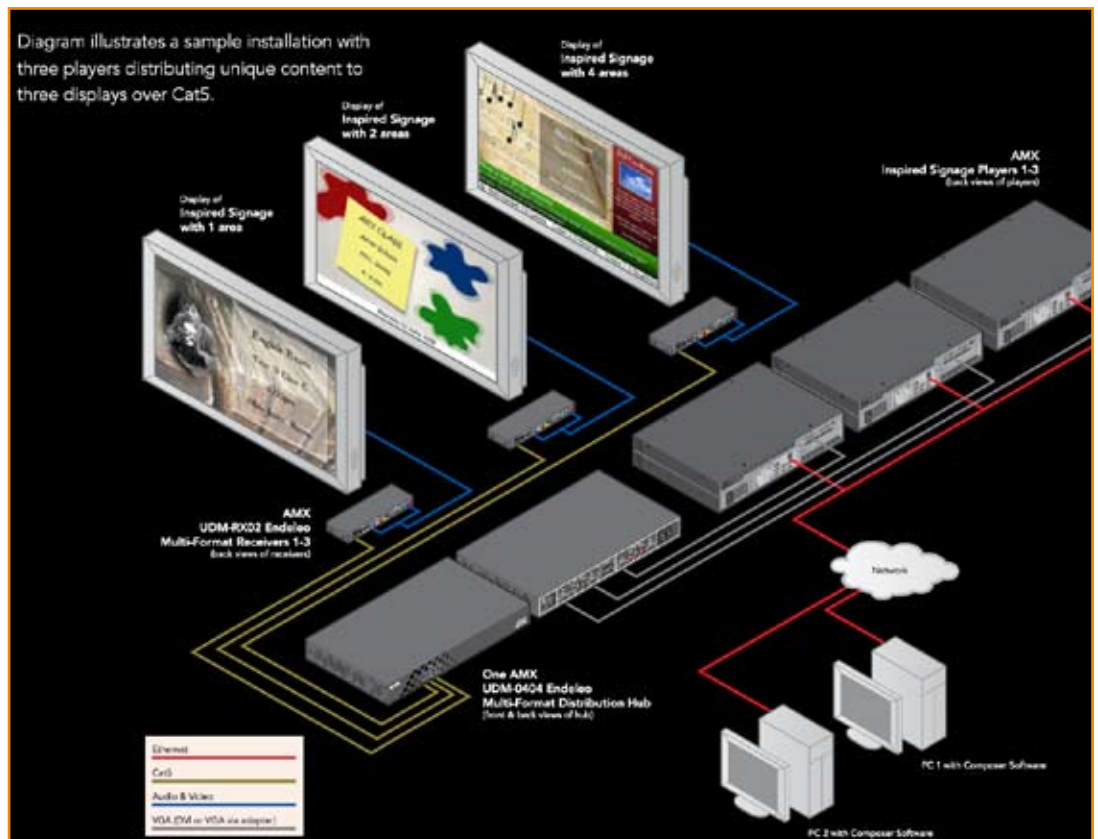 Diagram illustrates a sample installation with
three players distributing unique content to
three displays over Cat5.
Display of
Inspired Signage
with 4 areas
Display of
Inspired Signage
with 2 areas
Display of
Inspired Signage
with 1 area
AMX
Inspired Signage Players 1-3
(back views of players)
AMX
UDM-RX02 Endeleo
Multi-Format Receivers 1-3
(back views of receivers)
Network
One AMX
UDM-0404 Endeleo
Multi-Format Distribution Hub
(front & back views of hub)
PC 1 with Composer Software
PC 2 with Composer Software
Ethernet
Cat5
Audio & Video
VGA (DVI or VGA via adapter)